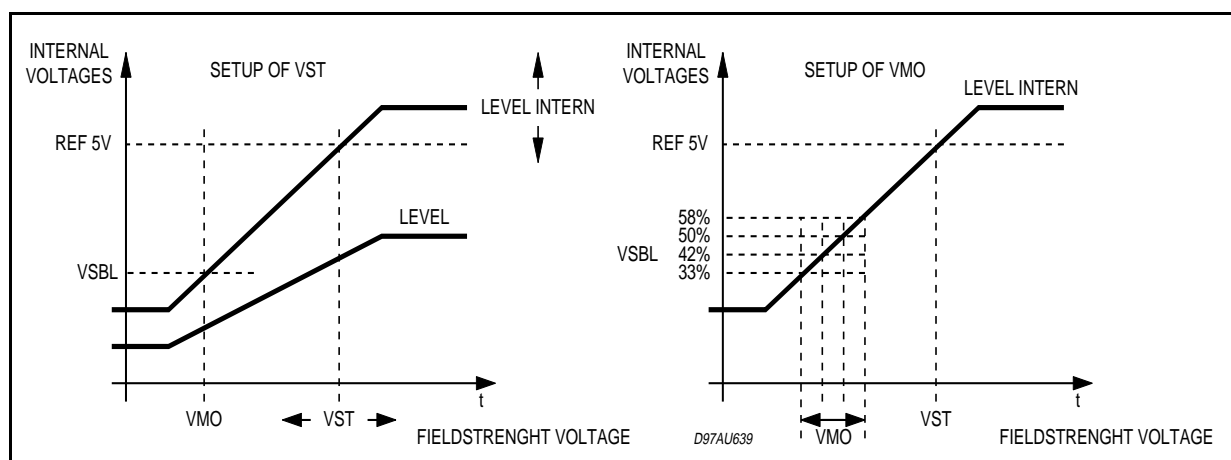 INTERNAL
VOLTAGES
SETUP OF VST
LEVEL INTERN
REF 5V
LEVEL
VSBL
t
VMO
VST
FIELDSTRENGHT VOLTAGE
INTERNAL
VOLTAGES
SETUP OF VMO
LEVEL INTERN
REF 5V
58%
50%
VSBL
42%
33%
t
D97AU639
VMO
VST
FIELDSTRENGHT VOLTAGE